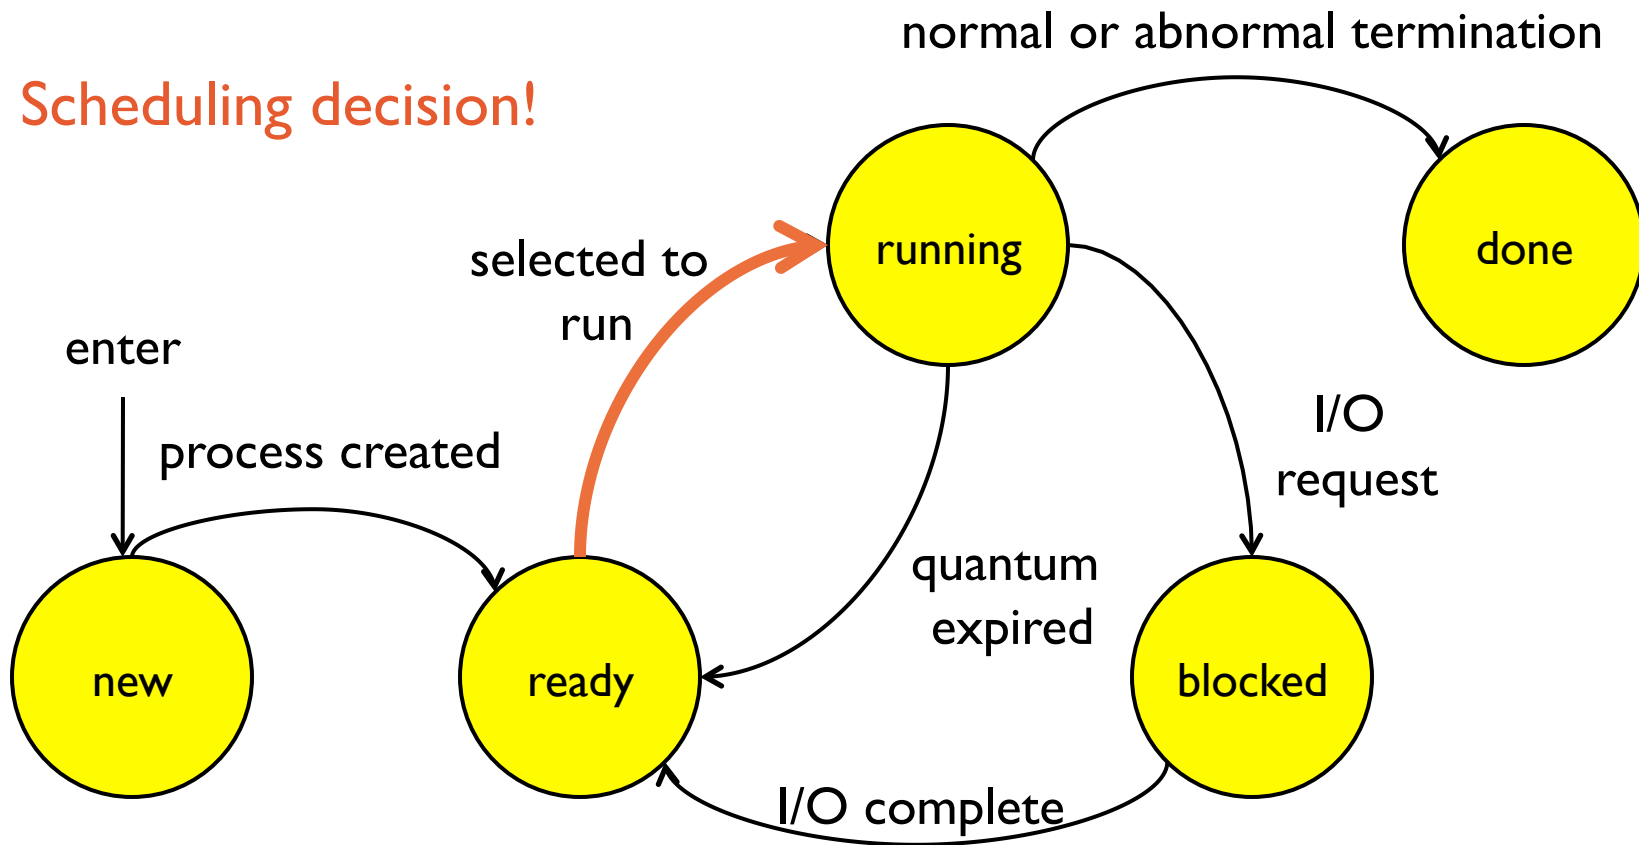 normal or abnormal termination
Scheduling decision!
running
done
selected to
run
enter
I/O
request
process created
quantum
expired
new
ready
blocked
I/O complete